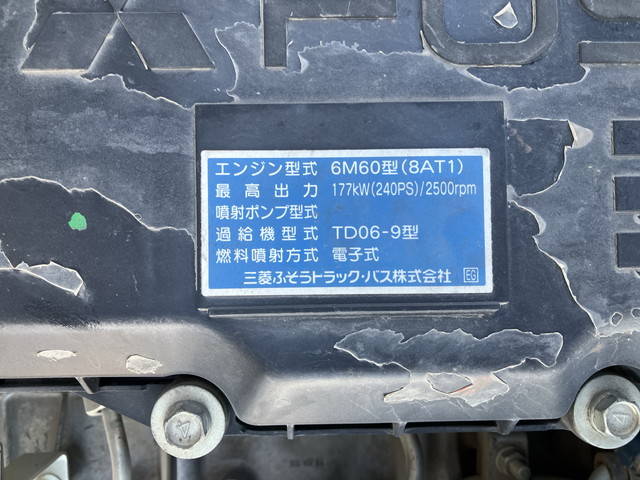 FUS
エンジン型式 6M60型(8AT1)
最高出力 177kW(240PS)/2500rpm
噴射ポンプ型式
過給機型式 TD06-9型
燃料噴射方式 電子式
三菱ふそうトラック・バス株式会社 EG